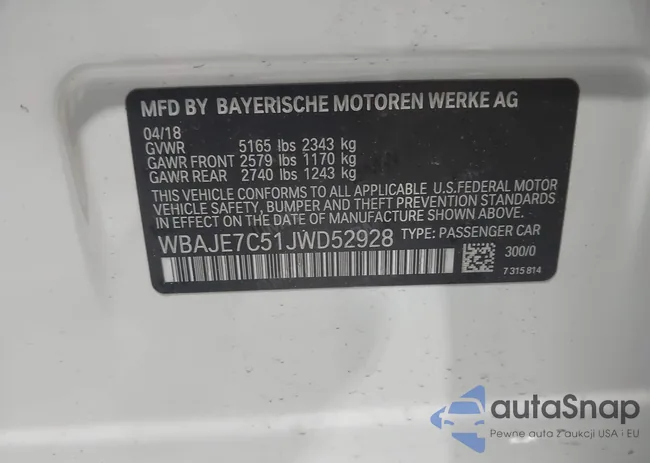 MFD BY BAYERISCHE MOTOREN WERKE AG
04/18
GVWR 5165 lbs 2343 kg
GAWR FRONT 2579 lbs 1170 kg
GAWR REAR 2740 lbs 1243 kg
THIS VEHICLE CONFORMS TO ALL APPLICABLE U.S.FEDERAL MOTOR
VEHICLE SAFETY, BUMPER AND THEFT PREVENTION STANDARDS
IN EFFECT ON THE DATE OF MANUFACTURE SHOWN ABOVE.
WBAJE7C51JWD52928 TYPE: PASSENGER CAR
300/0
7 315 814
autaSnap
Pewne auta z aukcji USA i EU